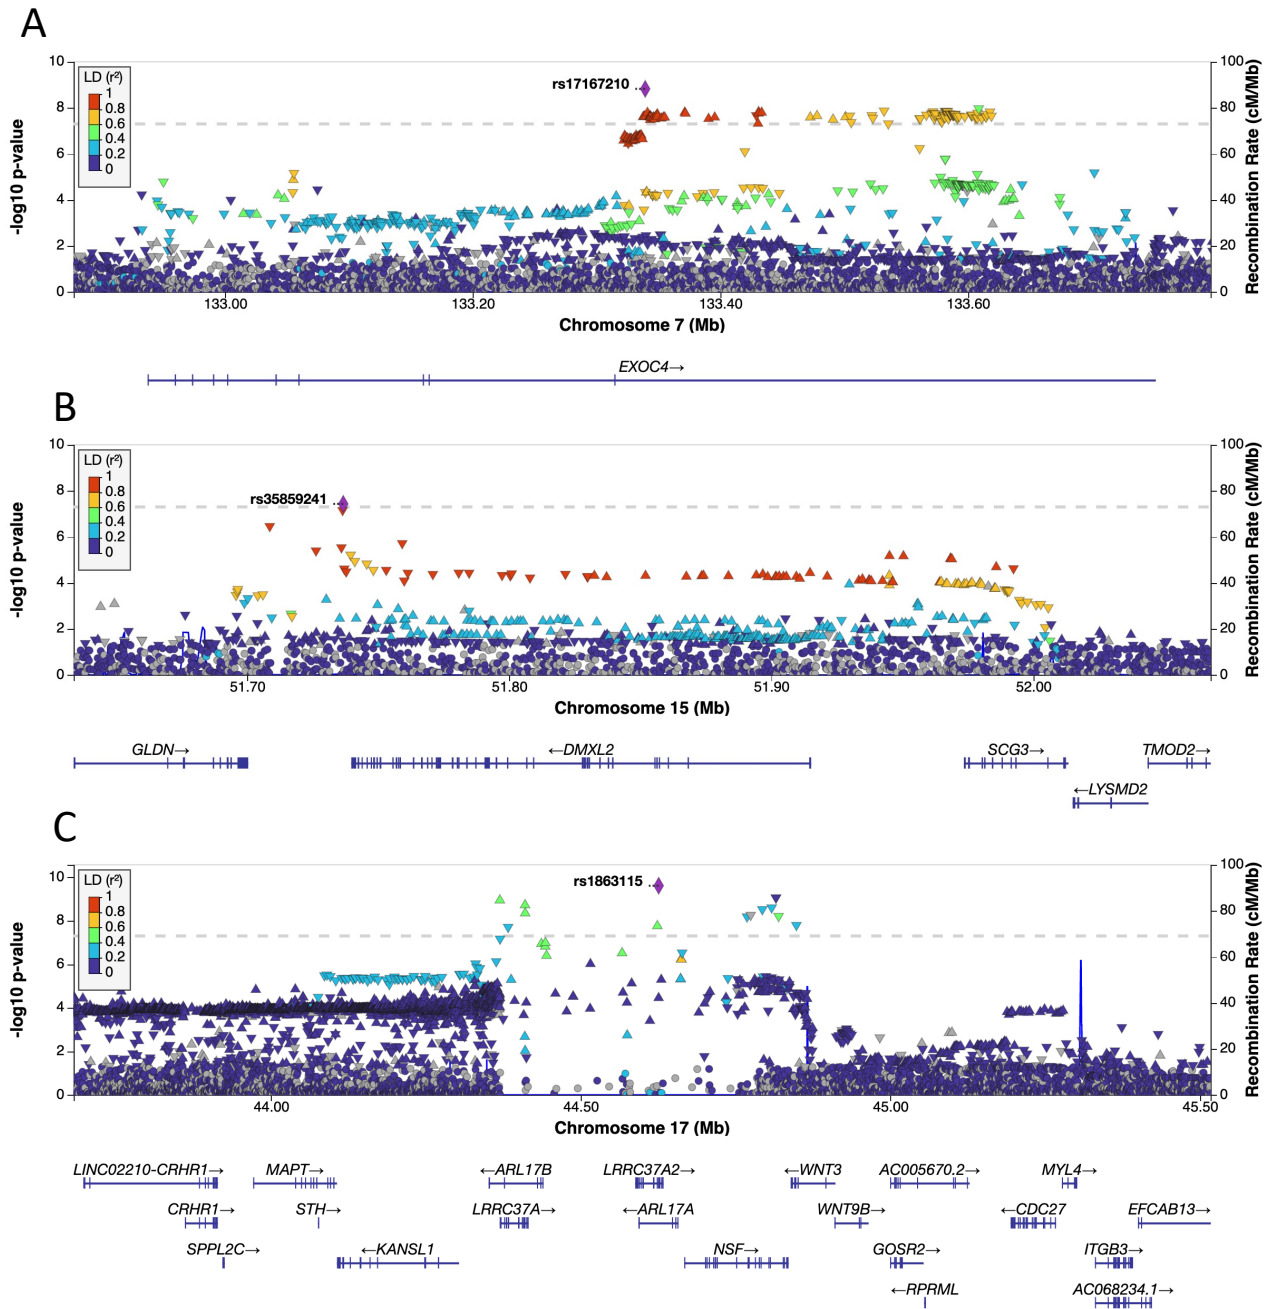 A
10
8
6
4
2
0
-log10 p-value
LD (r²)
1
0.8
0.6
0.4
0.2
0
rs17167210
100
80
60
40
20
0
Recombination Rate (cM/Mb)
133.00
133.20
133.40
133.60
Chromosome 7 (Mb)
EXOC4→
B
10
8
6
4
2
0
-log10 p-value
LD (r²)
1
0.8
0.6
0.4
0.2
0
rs35859241
100
80
60
40
20
0
Recombination Rate (cM/Mb)
51.70
51.80
51.90
52.00
Chromosome 15 (Mb)
GLDN→
←DMXL2
SCG3→
TMOD2→
←LYSMD2
C
10
8
6
4
2
0
-log10 p-value
LD (r²)
1
0.8
0.6
0.4
0.2
0
rs1863115
100
80
60
40
20
0
Recombination Rate (cM/Mb)
44.00
44.50
45.00
45.50
Chromosome 17 (Mb)
LINC02210-CRHR1→
MAPT→
←ARL17B
LRRC37A2→
←WNT3
AC005670.2→
MYL4→
CRHR1→
STH→
LRRC37A→
←ARL17A
WNT9B→
←CDC27
EFCAB13→
SPPL2C→
←KANSL1
NSF→
GOSR2→
ITGB3→
←RPRML
AC068234.1→